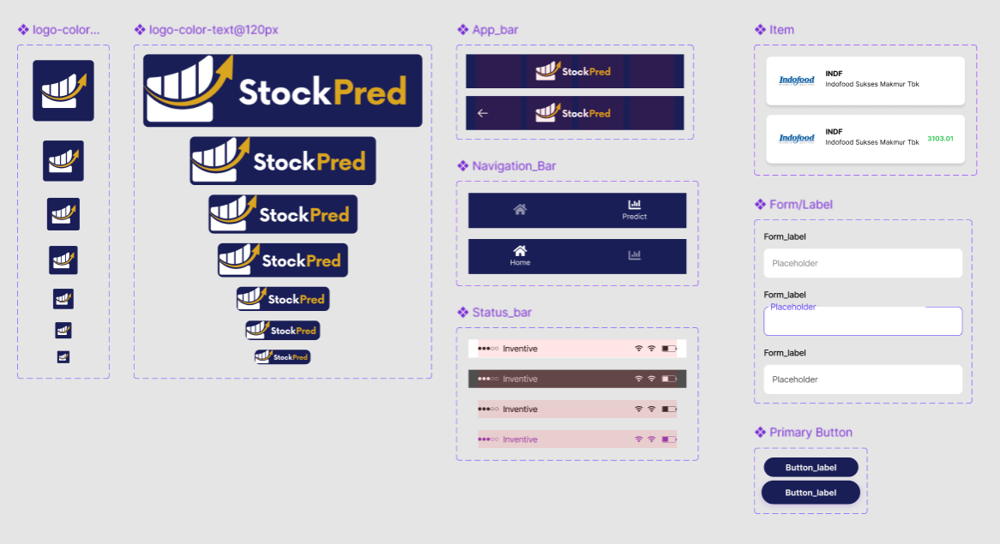 logo-color...
logo-color-text@120px
StockPred
StockPred
StockPred
StockPred
StockPred
StockPred
StockPred
App_bar
StockPred
StockPred
Navigation_Bar
Predict
Home
Status_bar
Inventive
Inventive
Inventive
Inventive
Item
Indofood
INDF
Indofood Sukses Makmur Tbk
Indofood
INDF
Indofood Sukses Makmur Tbk
3103.01
Form/Label
Form_label
Placeholder
Form_label
Placeholder
Form_label
Placeholder
Primary Button
Button_label
Button_label